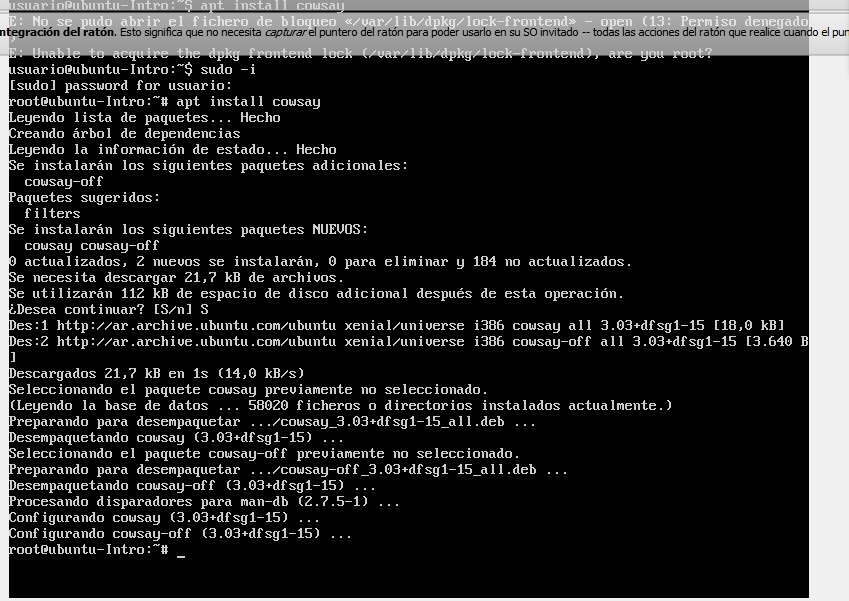 usuario@ubuntu-Intro:~$ apt install cowsay
E: No se pudo abrir el fichero de bloqueo «/var/lib/dpkg/lock-frontend» - open (13: Permiso denegado
ntegración del ratón. Esto significa que no necesita capturar el puntero del ratón para poder usarlo en su SO invitado -- todas las acciones del ratón que realice cuando el pun
E: Unable to acquire the dpkg frontend lock (/var/lib/dpkg/lock-frontend), are you root?
usuario@ubuntu-Intro:~$ sudo -i
[sudo] password for usuario:
root@ubuntu-Intro:~# apt install cowsay
Leyendo lista de paquetes... Hecho
Creando árbol de dependencias
Leyendo la información de estado... Hecho
Se instalarán los siguientes paquetes adicionales:
  cowsay-off
Paquetes sugeridos:
  filters
Se instalarán los siguientes paquetes NUEVOS:
  cowsay cowsay-off
0 actualizados, 2 nuevos se instalarán, 0 para eliminar y 184 no actualizados.
Se necesita descargar 21,7 kB de archivos.
Se utilizarán 112 kB de espacio de disco adicional después de esta operación.
¿Desea continuar? [S/n] S
Des:1 http://ar.archive.ubuntu.com/ubuntu xenial/universe i386 cowsay all 3.03+dfsg1-15 [18,0 kB]
Des:2 http://ar.archive.ubuntu.com/ubuntu xenial/universe i386 cowsay-off all 3.03+dfsg1-15 [3.640 B
]
Descargados 21,7 kB en 1s (14,0 kB/s)
Seleccionando el paquete cowsay previamente no seleccionado.
(Leyendo la base de datos ... 58020 ficheros o directorios instalados actualmente.)
Preparando para desempaquetar .../cowsay_3.03+dfsg1-15_all.deb ...
Desempaquetando cowsay (3.03+dfsg1-15) ...
Seleccionando el paquete cowsay-off previamente no seleccionado.
Preparando para desempaquetar .../cowsay-off_3.03+dfsg1-15_all.deb ...
Desempaquetando cowsay-off (3.03+dfsg1-15) ...
Procesando disparadores para man-db (2.7.5-1) ...
Configurando cowsay (3.03+dfsg1-15) ...
Configurando cowsay-off (3.03+dfsg1-15) ...
root@ubuntu-Intro:~# _